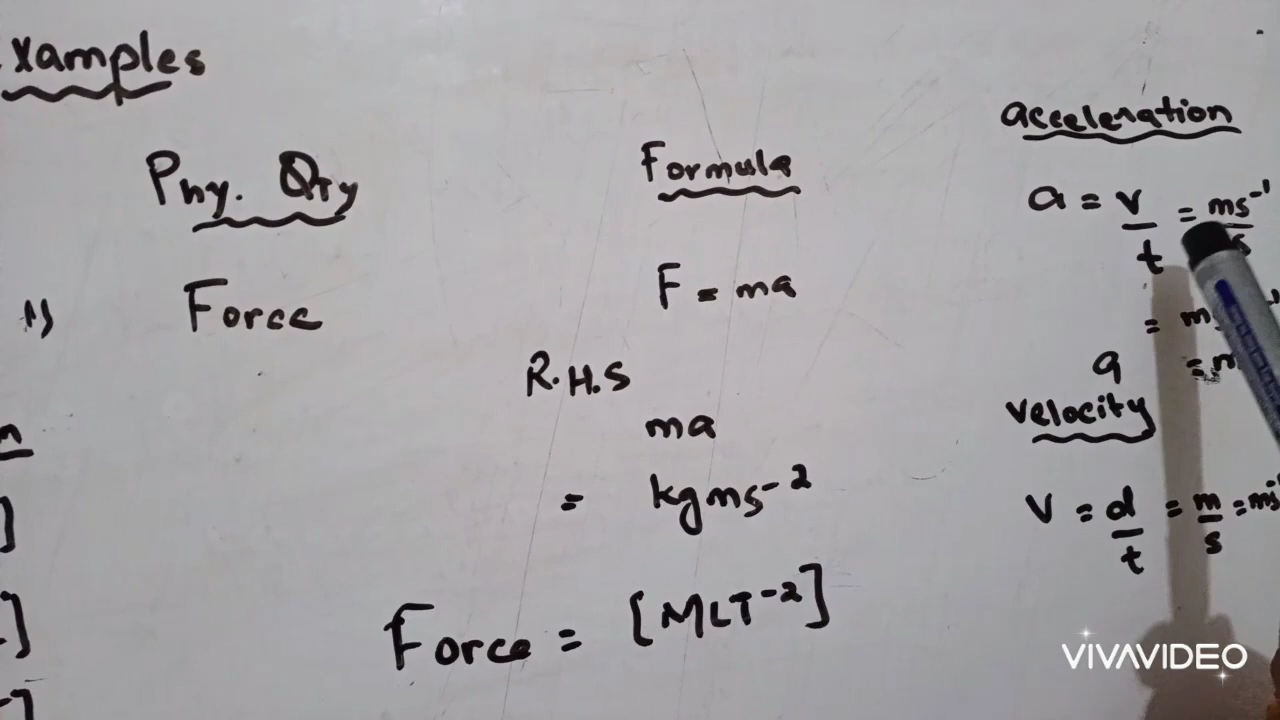 xamples
Phy. Qty
Formula
1) Force
F = ma
R.H.S
ma
= kgms⁻²
Force = [MLT⁻²]
acceleration
a = v/t = ms⁻¹/s
= m
a = m
Velocity
v = d/t = m/s = ms⁻¹
VIVAVIDEO